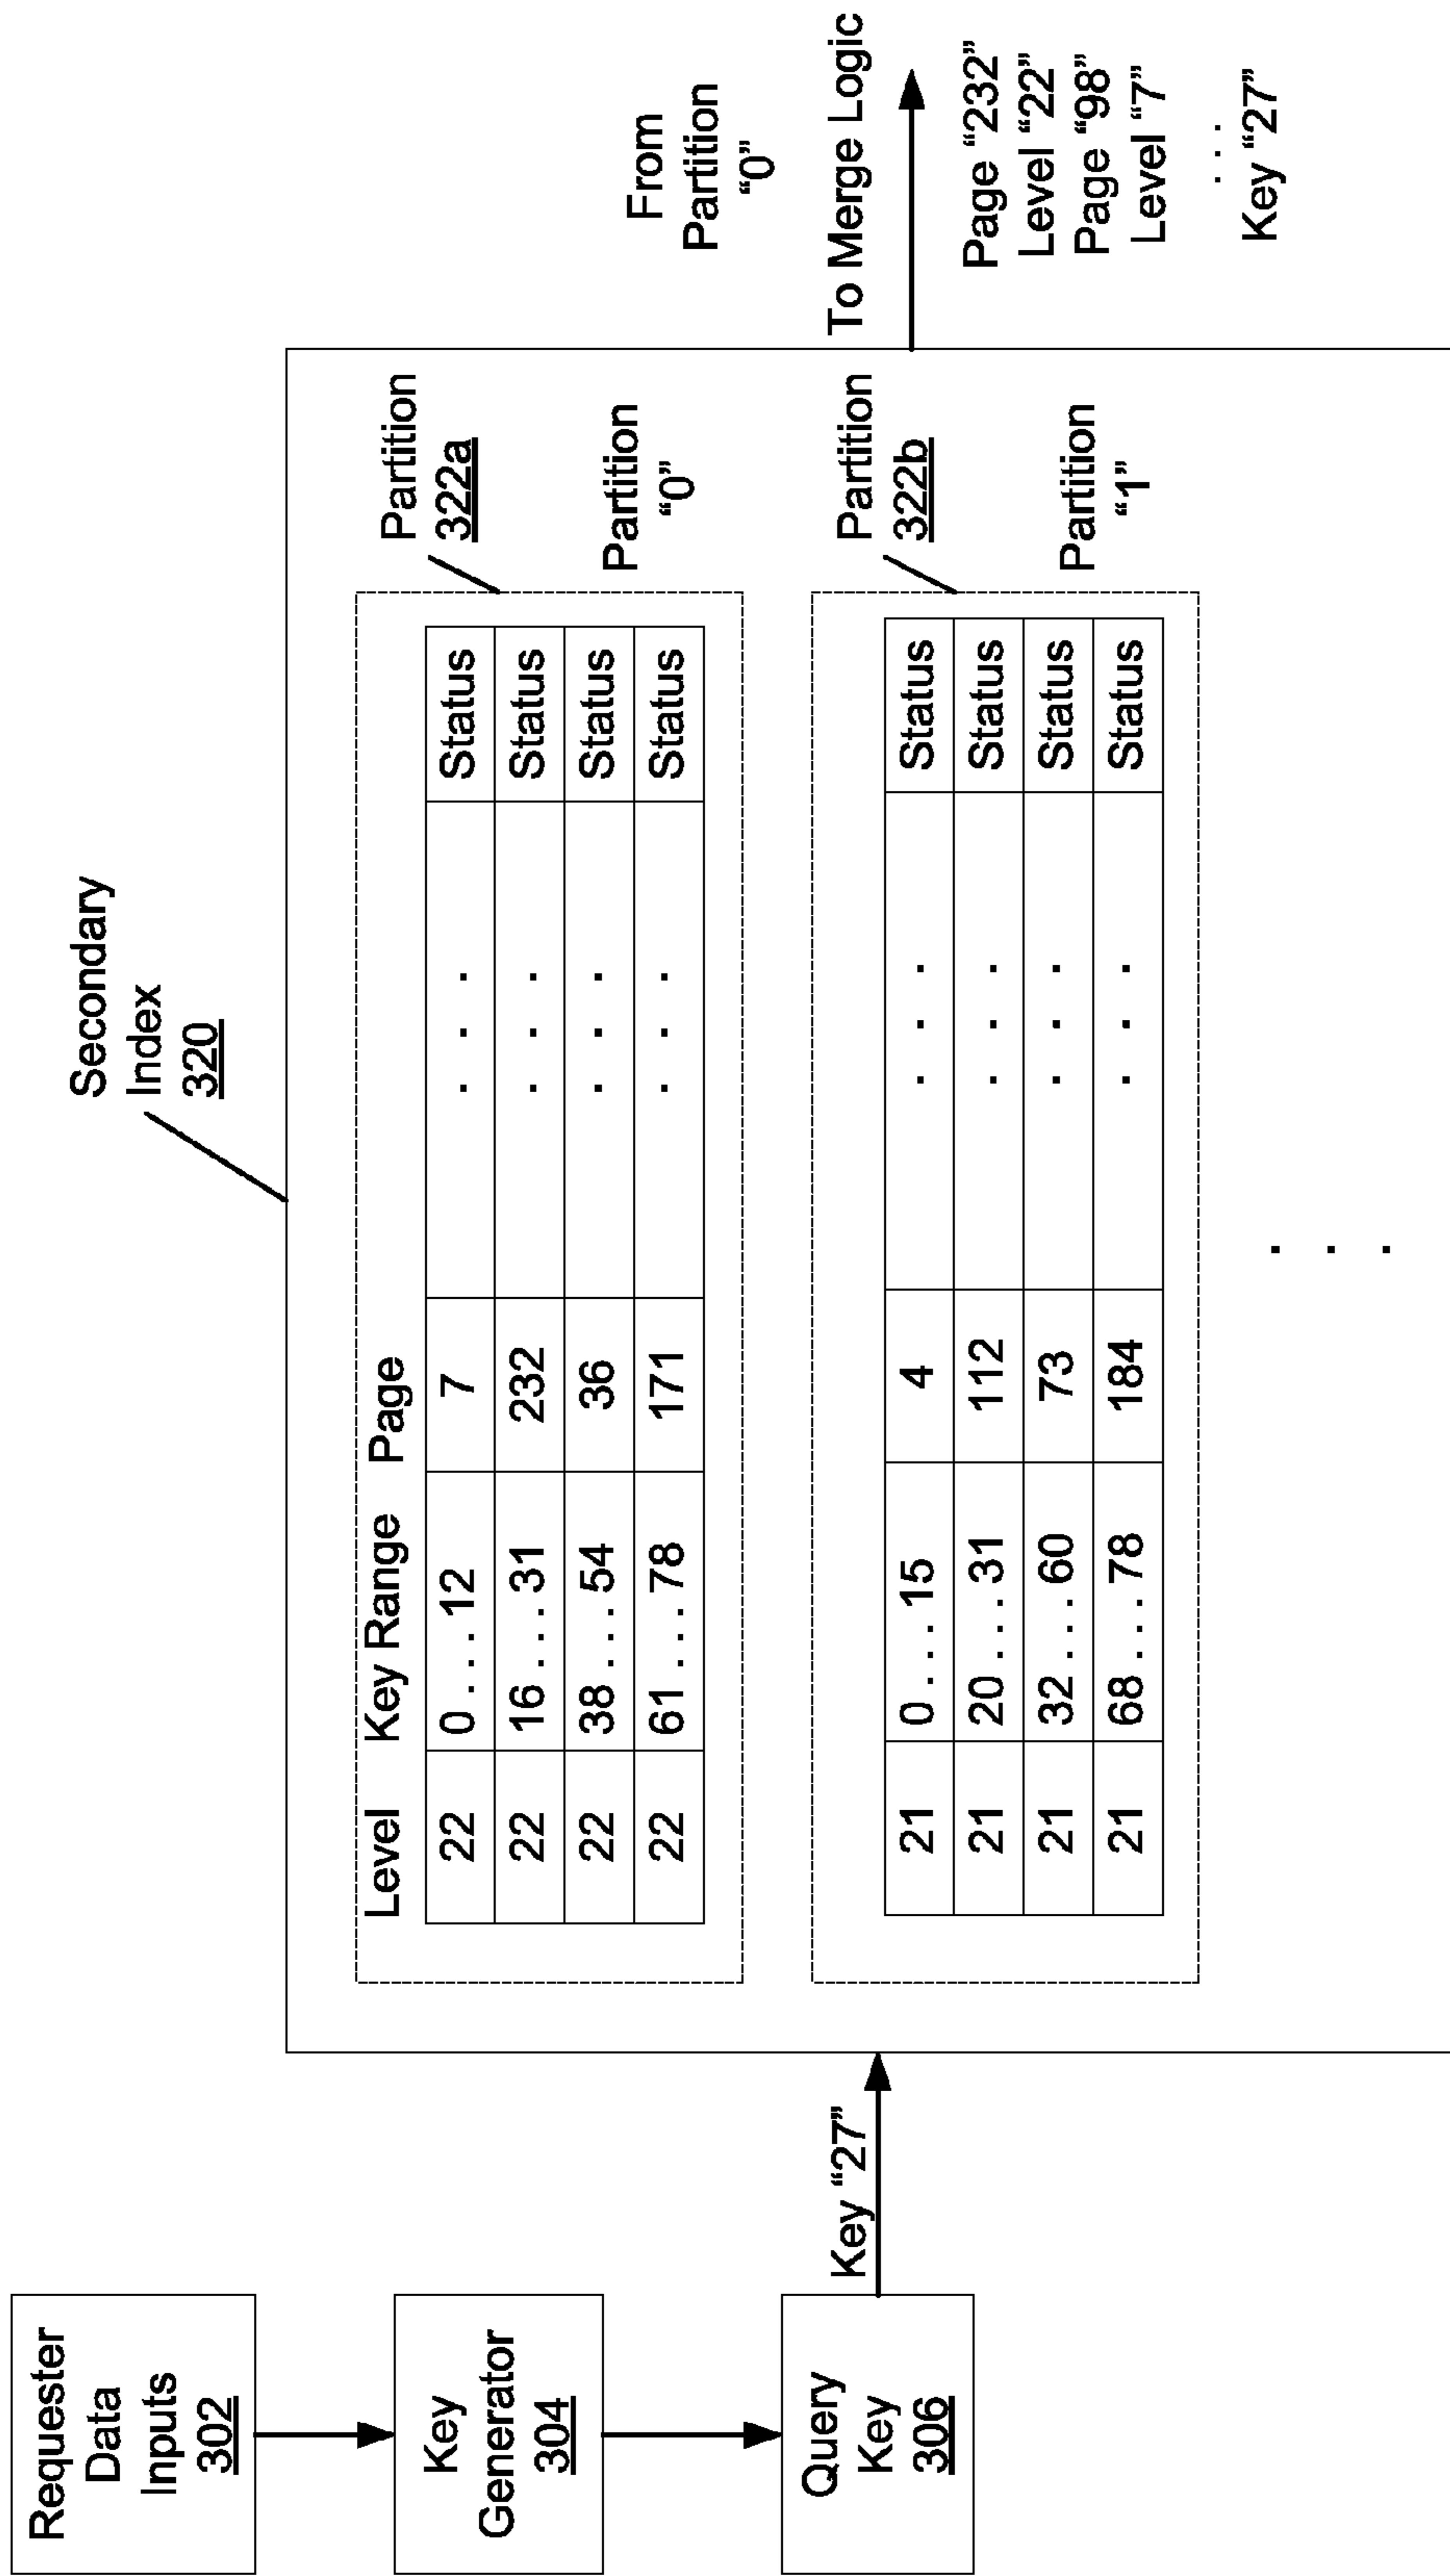 Secondary
Index
320
Requester
Data
Inputs
302
Key
Generator
304
Query
Key
306
Key “27”
Level Key Range Page
22 0 . . . 12 7 . . . Status
22 16 . . . 31 232 . . . Status
22 38 . . . 54 36 . . . Status
22 61 . . . 78 171 . . . Status
Partition
322a
Partition
“0”
21 0 . . . 15 4 . . . Status
21 20 . . . 31 112 . . . Status
21 32 . . . 60 73 . . . Status
21 68 . . . 78 184 . . . Status
Partition
322b
Partition
“1”
. . .
From
Partition
“0”
To Merge Logic
Page “232”
Level “22”
Page “98”
Level “7”
. . .
Key “27”